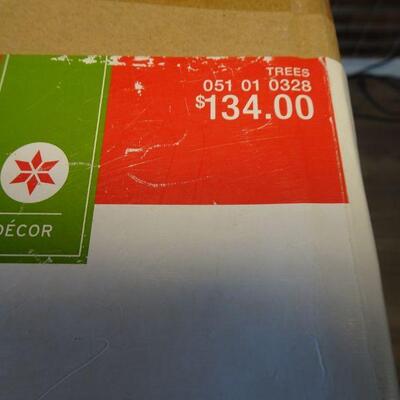 TREES
051 01 0328
$134.00
DÉCOR